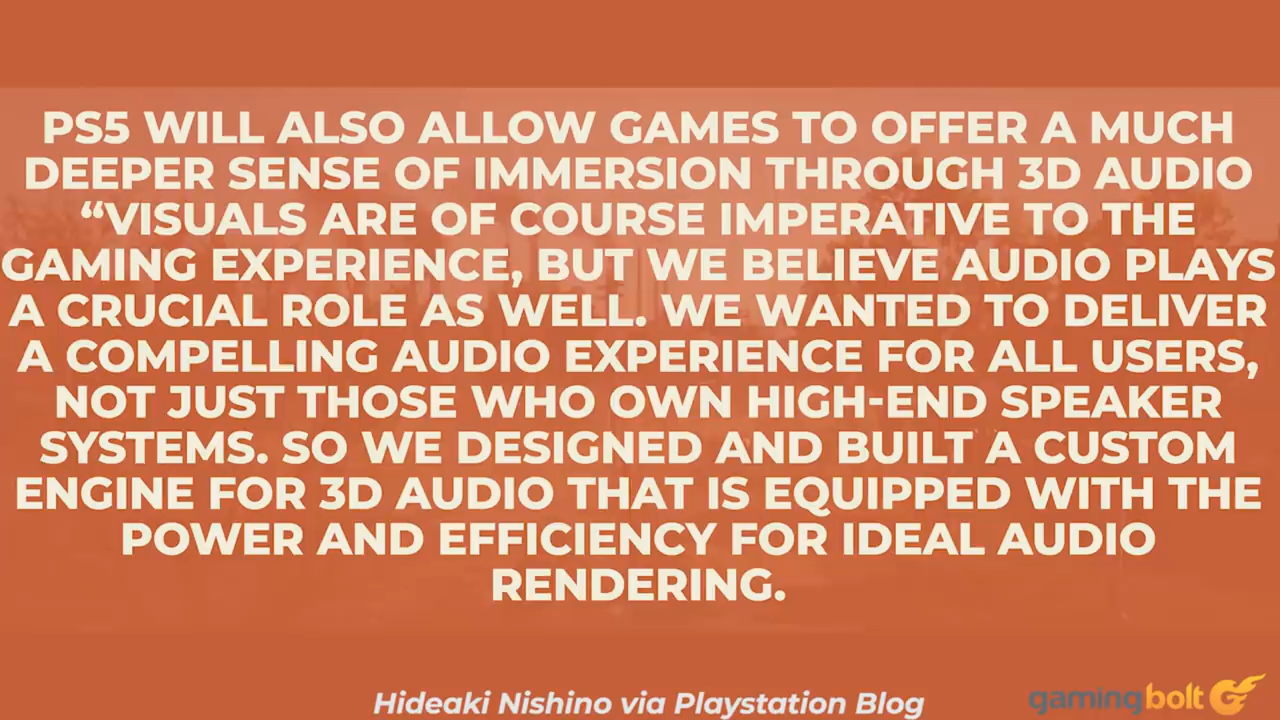 PS5 WILL ALSO ALLOW GAMES TO OFFER A MUCH
DEEPER SENSE OF IMMERSION THROUGH 3D AUDIO
“VISUALS ARE OF COURSE IMPERATIVE TO THE
GAMING EXPERIENCE, BUT WE BELIEVE AUDIO PLAYS
A CRUCIAL ROLE AS WELL. WE WANTED TO DELIVER
A COMPELLING AUDIO EXPERIENCE FOR ALL USERS,
NOT JUST THOSE WHO OWN HIGH-END SPEAKER
SYSTEMS. SO WE DESIGNED AND BUILT A CUSTOM
ENGINE FOR 3D AUDIO THAT IS EQUIPPED WITH THE
POWER AND EFFICIENCY FOR IDEAL AUDIO
RENDERING.
Hideaki Nishino via Playstation Blog
gamingbolt